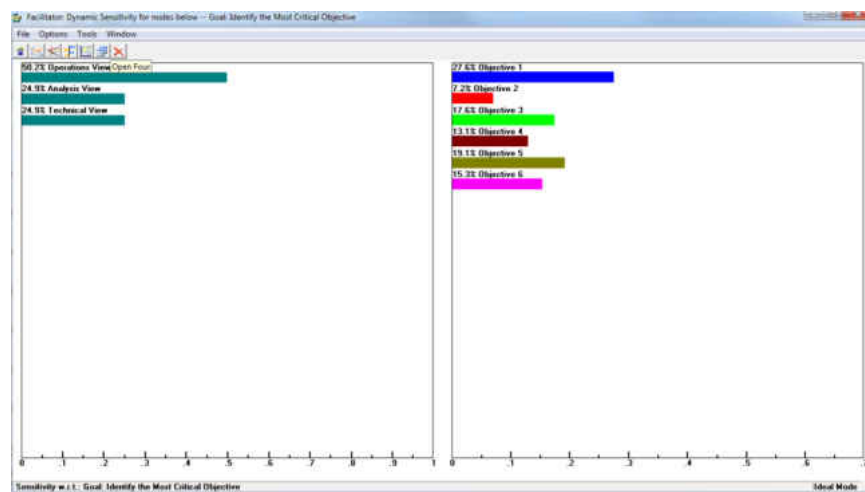 Facilitator: Dynamic Sensitivity for nodes below -- Goal: Identify the Most Critical Objective
File Options Tools Window
50.2% Operations View
Open Four
24.9% Analysis View
24.9% Technical View
0 .1 .2 .3 .4 .5 .6 .7 .8 .9 1
27.6% Objective 1
7.2% Objective 2
17.6% Objective 3
13.1% Objective 4
19.1% Objective 5
15.3% Objective 6
0 .1 .2 .3 .4 .5 .6
Sensitivity w.r.t.: Goal: Identify the Most Critical Objective
Ideal Mode